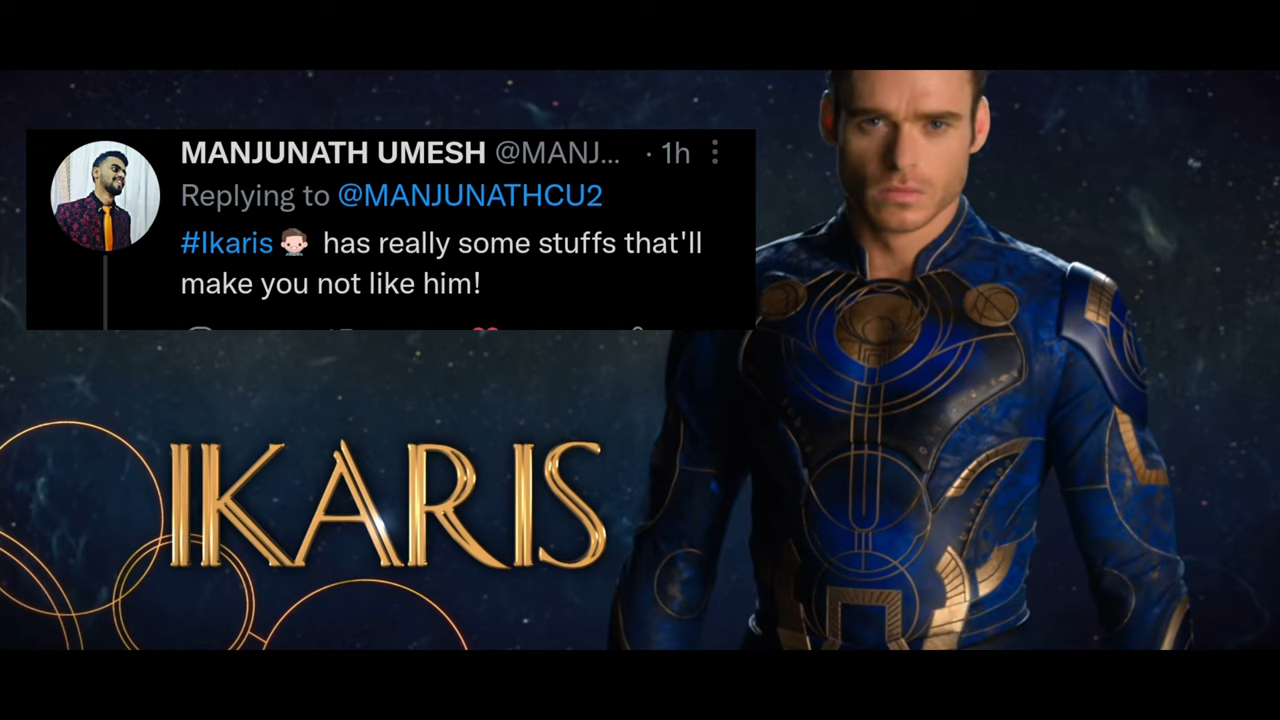 MANJUNATH UMESH @MANJ... · 1h
Replying to @MANJUNATHCU2
#Ikaris has really some stuffs that'll
make you not like him!
IKARIS